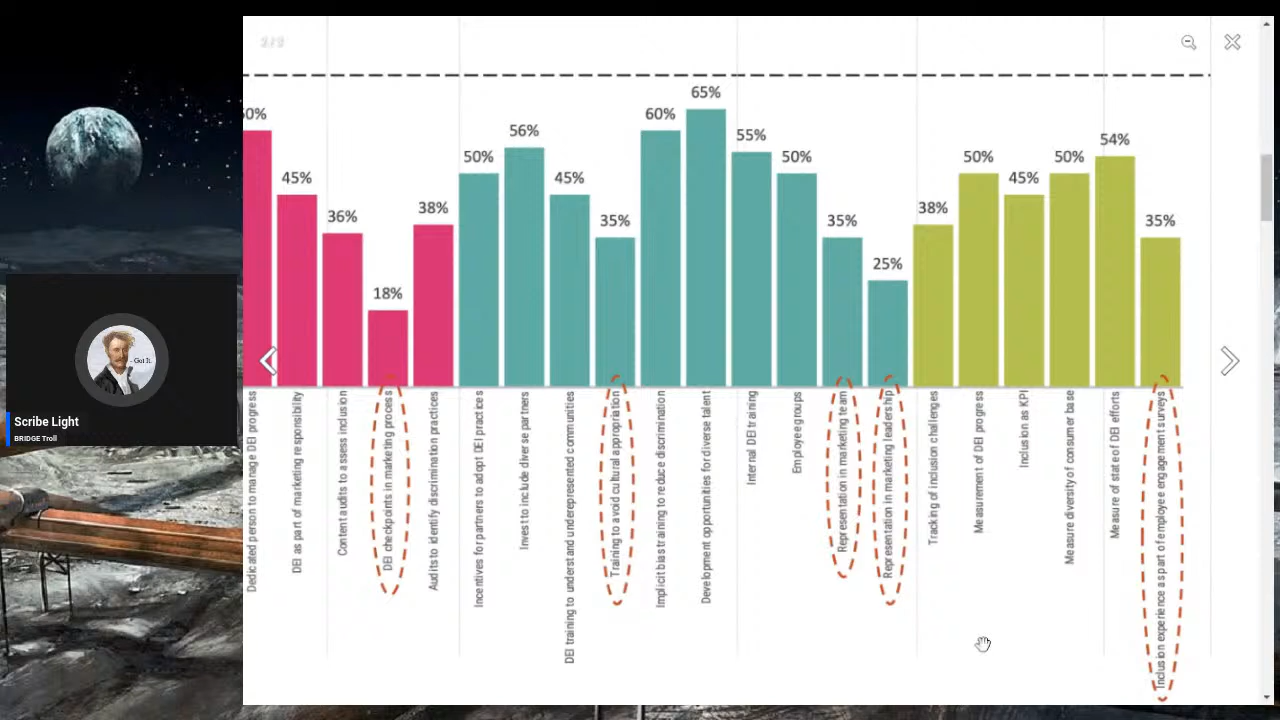 2 / 3
65%
60%
60%
56%
55%
54%
50%
50%
50%
50%
45%
45%
45%
38%
38%
36%
35%
35%
35%
25%
18%
- Got It.
Scribe Light
BRIDGE Troll
Dedicated person to manage DEI progress
DEI as part of marketing responsibility
Content audits to assess inclusion
DEI checkpoints in marketing process
Audits to identify discrimination practices
Incentives for partners to adopt DEI practices
Invest to include diverse partners
DEI training to understand underepresented communities
Training to avoid cultural appropriation
Implicit bias training to reduce discrimination
Development opportunities for diverse talent
Internal DEI training
Employee groups
Representation in marketing team
Representation in marketing leadership
Tracking of inclusion challenges
Measurement of DEI progress
Inclusion as KPI
Measure diversity of consumer base
Measure of state of DEI efforts
Inclusion experience as part of employee engagement surveys